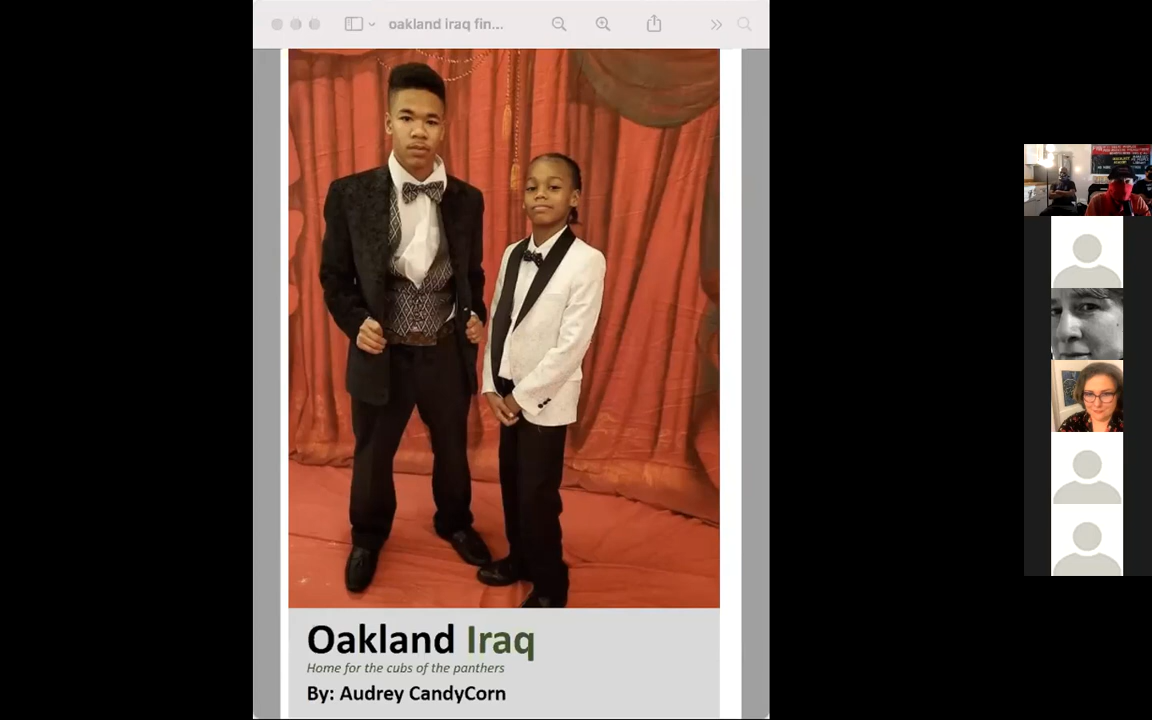 oakland iraq fin...
Oakland Iraq
Home for the cubs of the panthers
By: Audrey CandyCorn